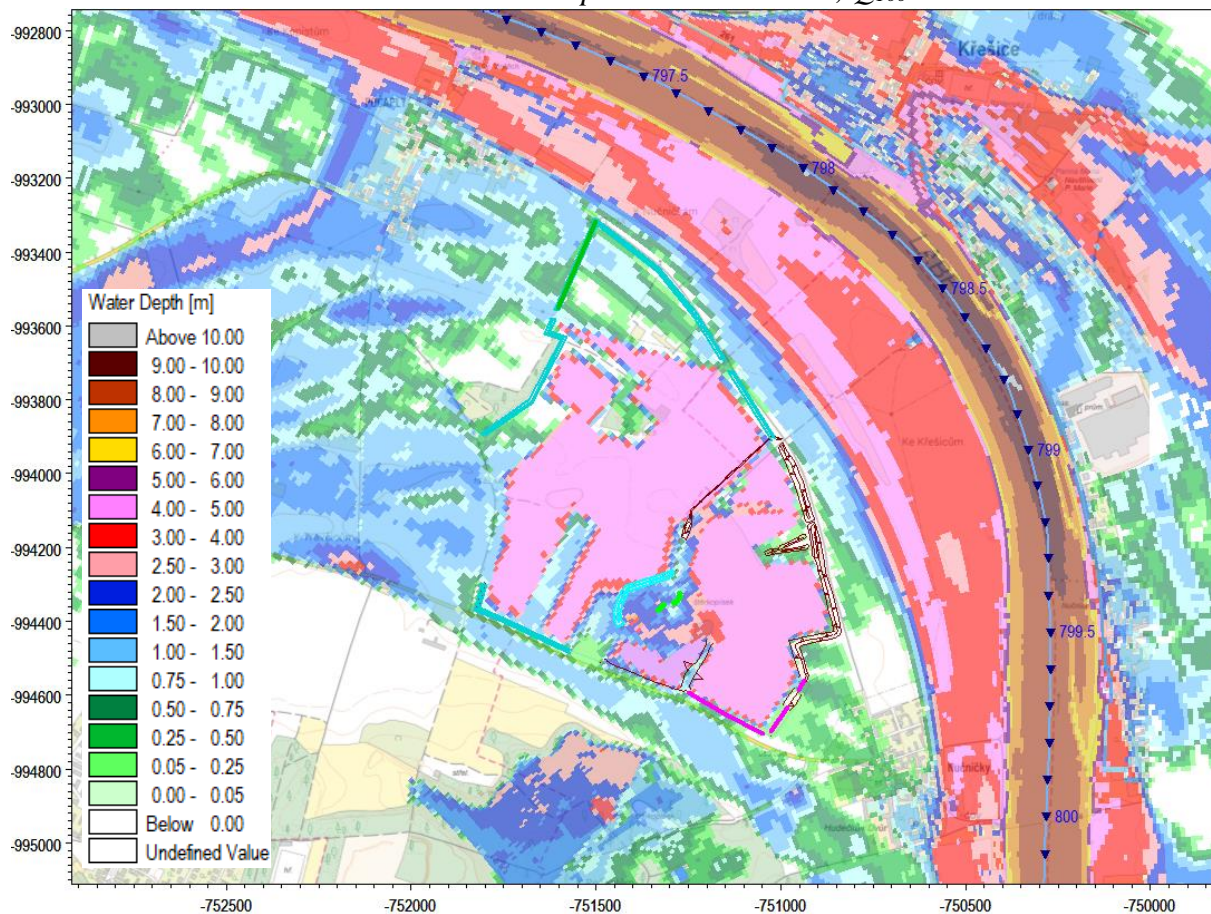 -992800
-993000
-993200
-993400
-993600
-993800
-994000
-994200
-994400
-994600
-994800
-995000
-752500
-752000
-751500
-751000
-750500
-750000
Křešice
797.5
798
798.5
799
799.5
800
Ke Křešicům
Nučničky
Water Depth [m]
Above 10.00
9.00 - 10.00
8.00 - 9.00
7.00 - 8.00
6.00 - 7.00
5.00 - 6.00
4.00 - 5.00
3.00 - 4.00
2.50 - 3.00
2.00 - 2.50
1.50 - 2.00
1.00 - 1.50
0.75 - 1.00
0.50 - 0.75
0.25 - 0.50
0.05 - 0.25
0.00 - 0.05
Below 0.00
Undefined Value